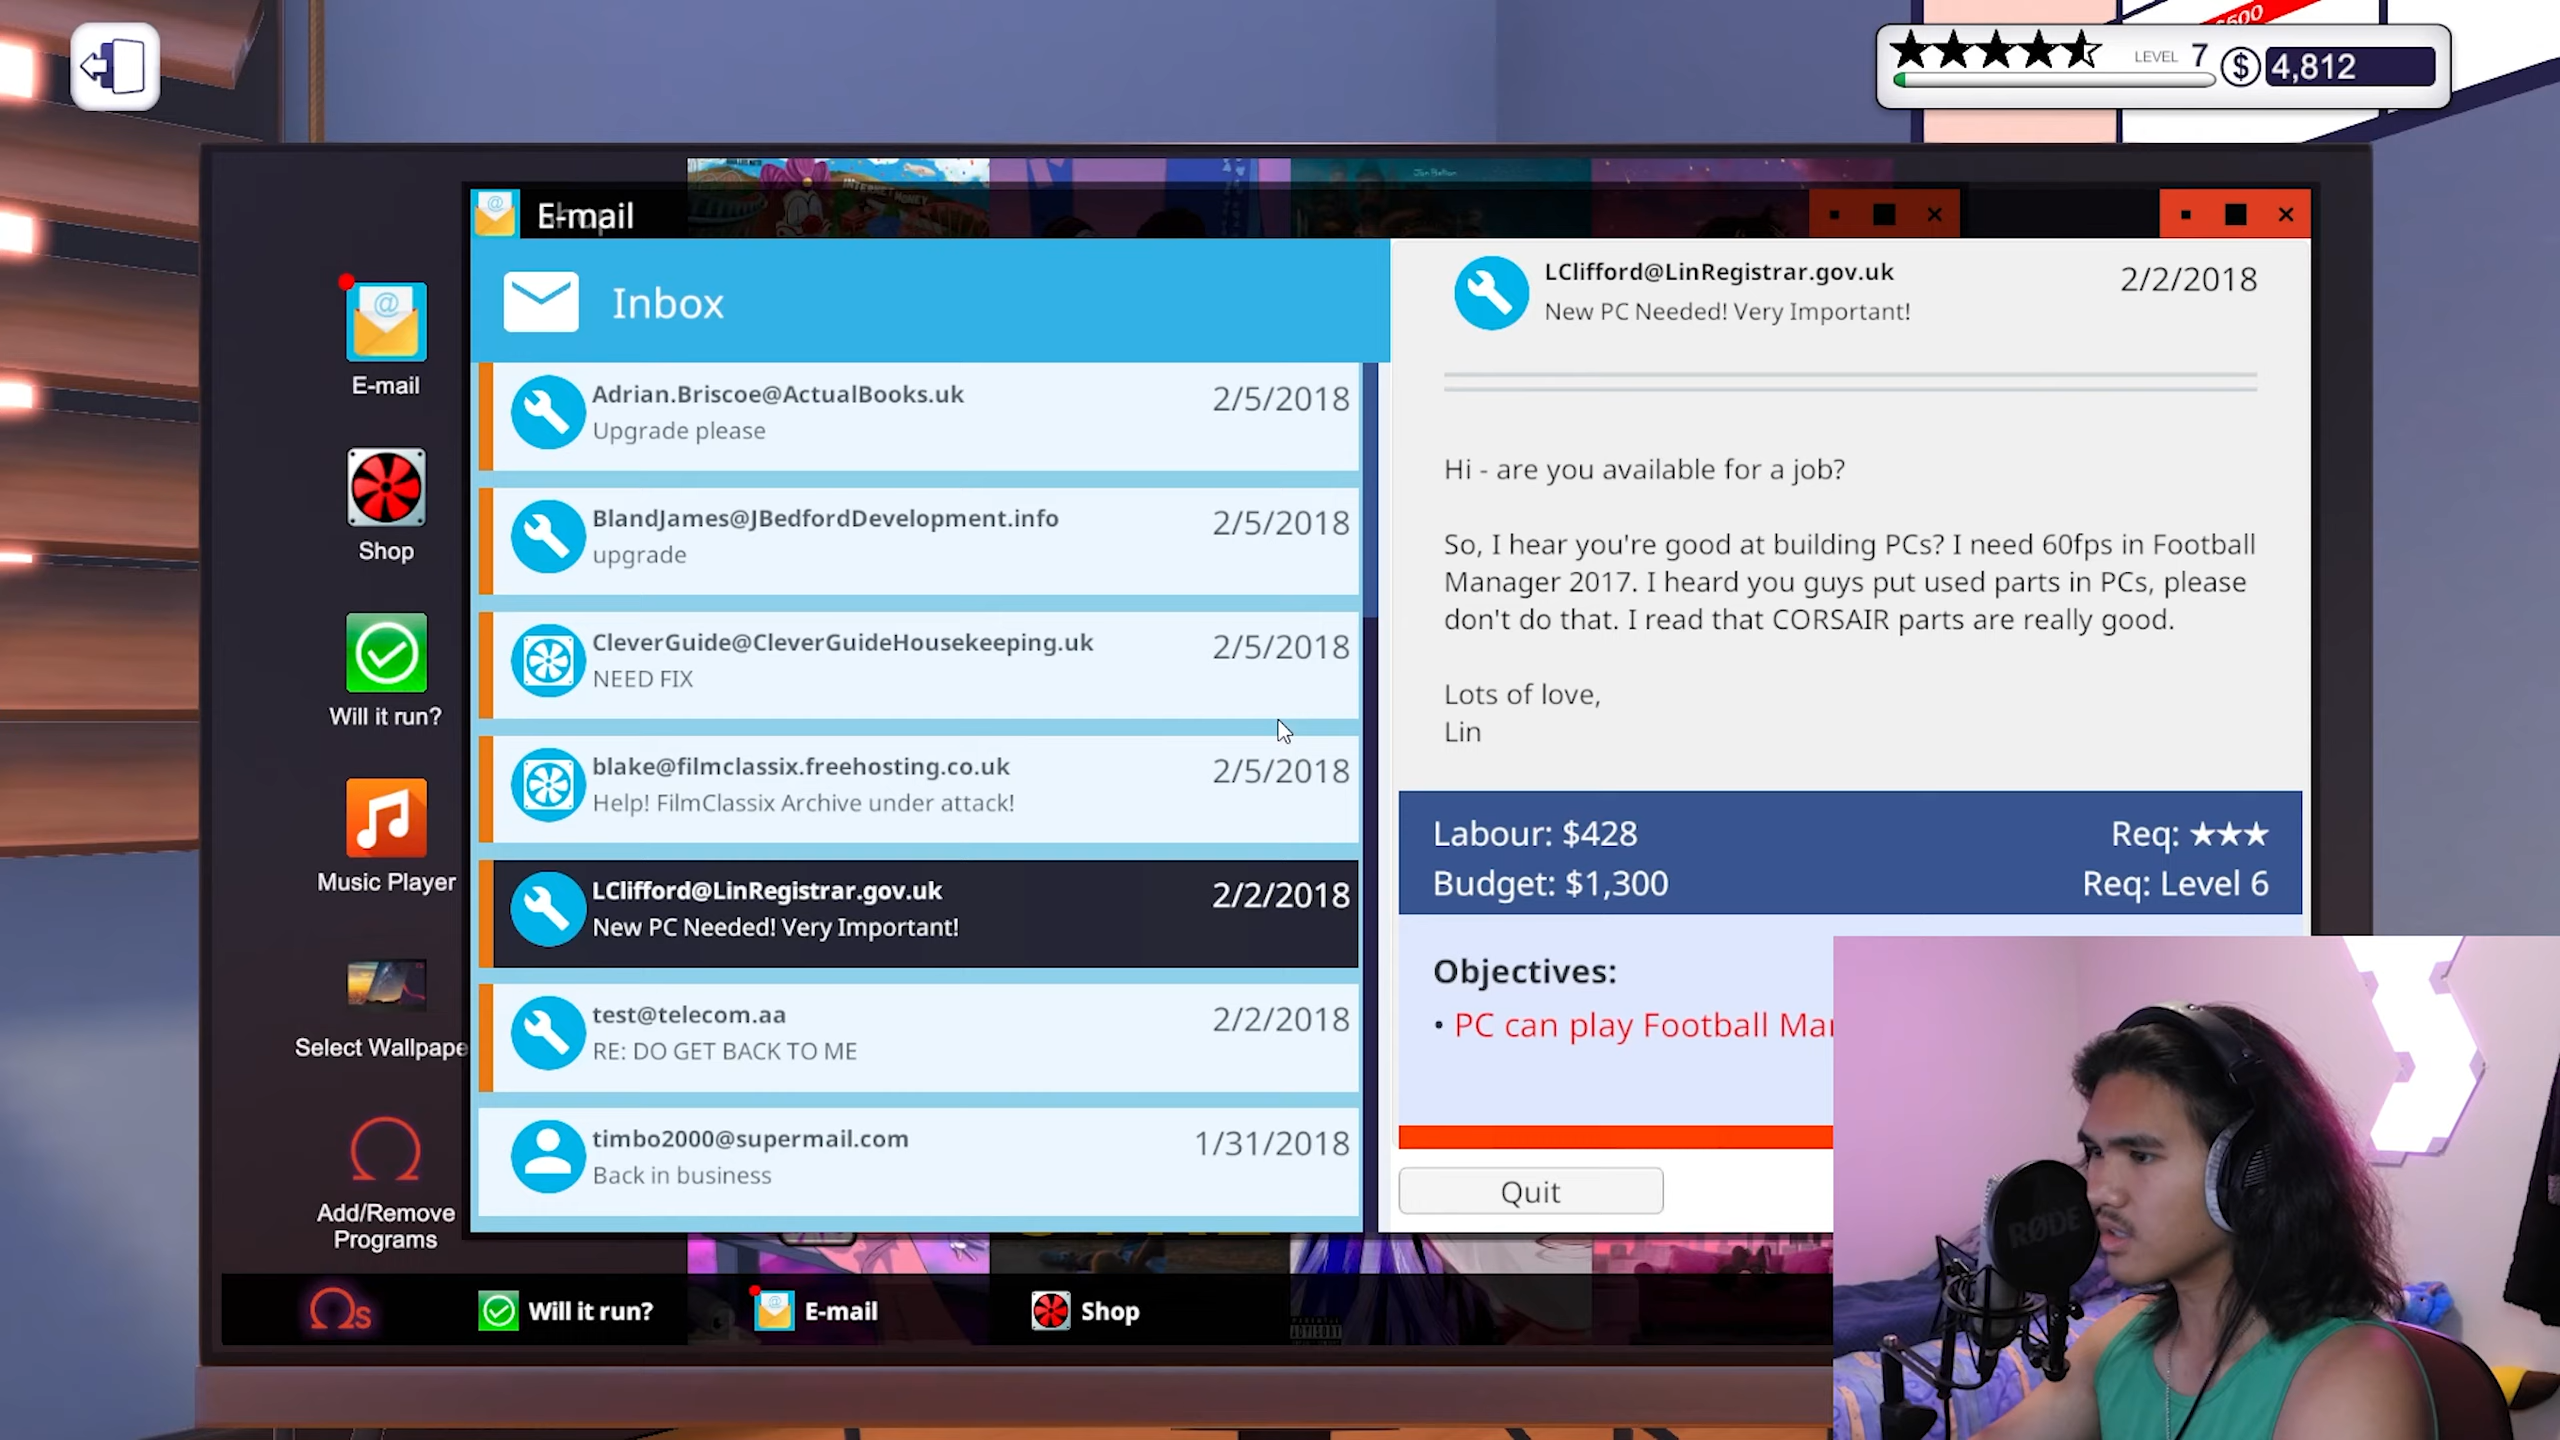 500
LEVEL 7
$ 4,812
Jon Bellion
INTERNET MONEY
E-mail
E-mail
Shop
Will it run?
Music Player
Select Wallpape
Add/Remove
Programs
Inbox
Adrian.Briscoe@ActualBooks.uk
2/5/2018
Upgrade please
BlandJames@JBedfordDevelopment.info
2/5/2018
upgrade
CleverGuide@CleverGuideHousekeeping.uk
2/5/2018
NEED FIX
blake@filmclassix.freehosting.co.uk
2/5/2018
Help! FilmClassix Archive under attack!
LClifford@LinRegistrar.gov.uk
2/2/2018
New PC Needed! Very Important!
test@telecom.aa
2/2/2018
RE: DO GET BACK TO ME
timbo2000@supermail.com
1/31/2018
Back in business
LClifford@LinRegistrar.gov.uk
2/2/2018
New PC Needed! Very Important!
Hi - are you available for a job?
So, I hear you're good at building PCs? I need 60fps in Football
Manager 2017. I heard you guys put used parts in PCs, please
don't do that. I read that CORSAIR parts are really good.
Lots of love,
Lin
Labour: $428
Req: ★★★
Budget: $1,300
Req: Level 6
Objectives:
• PC can play Football Ma
Quit
Ωs
Will it run?
E-mail
Shop
RØDE